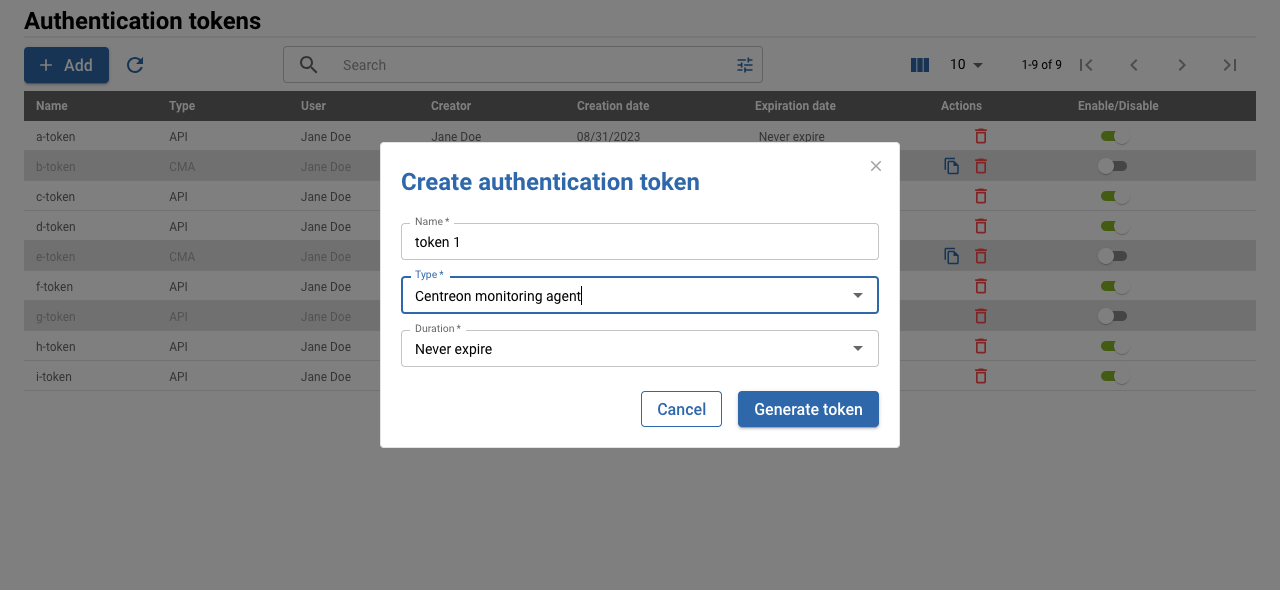 Authentication tokens
Add
Search
10
1-9 of 9
Name Type User Creator Creation date Expiration date Actions Enable/Disable
a-token API Jane Doe Jane Doe 08/31/2023 Never expire
b-token CMA Jane Doe
c-token API Jane Doe
d-token API Jane Doe
e-token CMA Jane Doe
f-token API Jane Doe
g-token API Jane Doe
h-token API Jane Doe
i-token API Jane Doe
Create authentication token
Name *
token 1
Type *
Centreon monitoring agent
Duration *
Never expire
Cancel Generate token